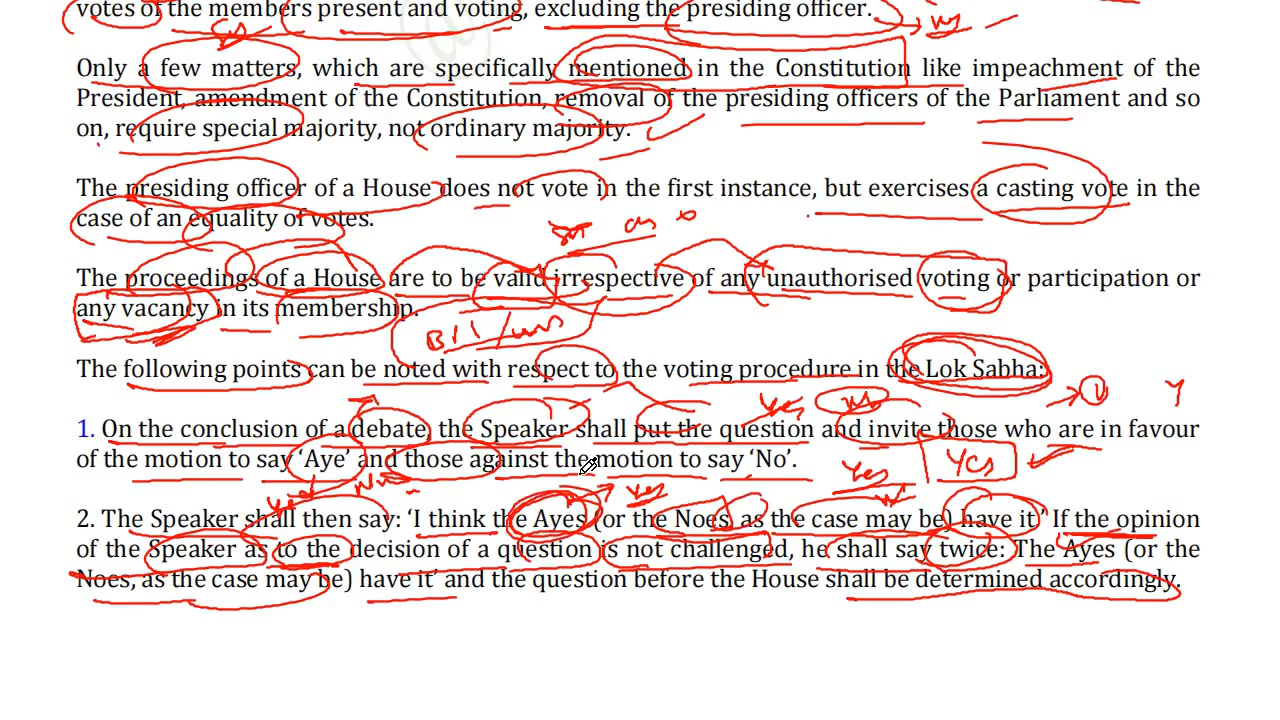 votes of the members present and voting, excluding the presiding officer.
Only a few matters, which are specifically mentioned in the Constitution like impeachment of the
President, amendment of the Constitution, removal of the presiding officers of the Parliament and so
on, require special majority, not ordinary majority.
The presiding officer of a House does not vote in the first instance, but exercises a casting vote in the
case of an equality of votes.
The proceedings of a House are to be valid irrespective of any unauthorised voting or participation or
any vacancy in its membership.
The following points can be noted with respect to the voting procedure in the Lok Sabha:
Yes
1. On the conclusion of a debate, the Speaker shall put the question and invite those who are in favour
of the motion to say ‘Aye’ and those against the motion to say ‘No’.
Yes
Yes
Yes
2. The Speaker shall then say: ‘I think the Ayes (or the Noes, as the case may be) have it.’ If the opinion
of the Speaker as to the decision of a question is not challenged, he shall say twice: ‘The Ayes (or the
Noes, as the case may be) have it’ and the question before the House shall be determined accordingly.